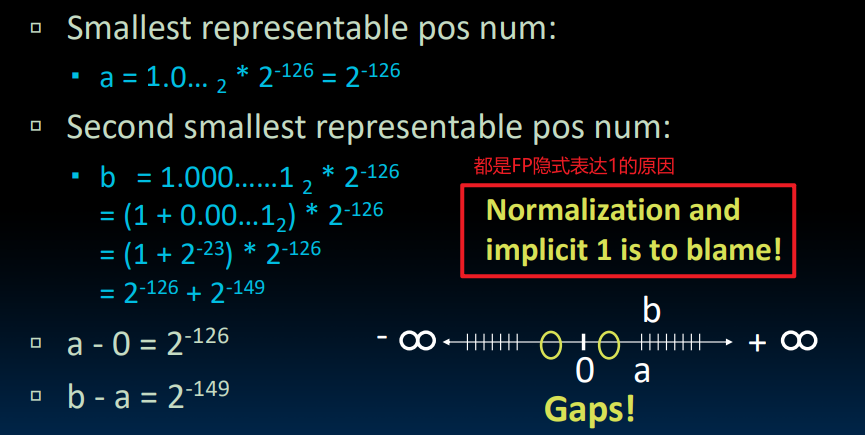 Smallest representable pos num:
a = 1.0… ₂ * 2⁻¹²⁶ = 2⁻¹²⁶
Second smallest representable pos num:
b = 1.000……1 ₂ * 2⁻¹²⁶
= (1 + 0.00…1₂) * 2⁻¹²⁶
= (1 + 2⁻²³) * 2⁻¹²⁶
= 2⁻¹²⁶ + 2⁻¹⁴⁹
a - 0 = 2⁻¹²⁶
b - a = 2⁻¹⁴⁹
都是FP隐式表达1的原因
Normalization and
implicit 1 is to blame!
b
- ∞ + ∞
0 a
Gaps!